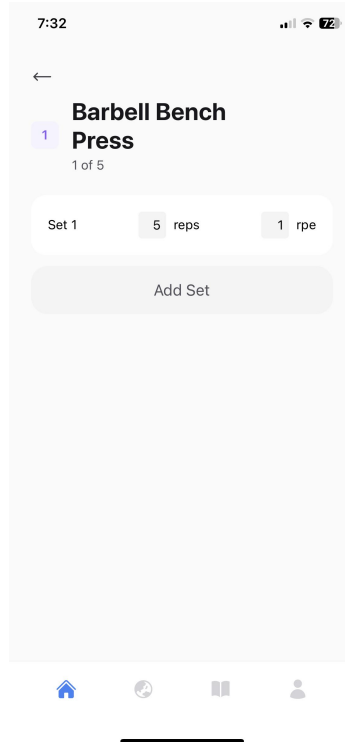 7:32
72
←
Barbell Bench
1
Press
1 of 5
Set 1 5 reps 1 rpe
Add Set